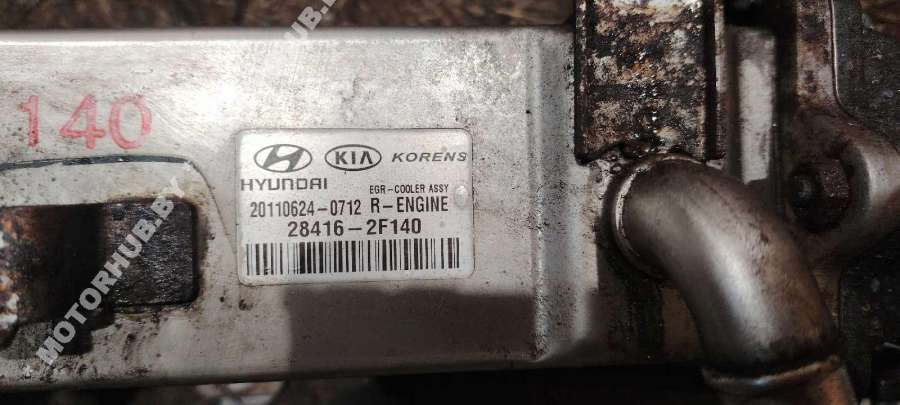 MOTORHUB.BY
140
KIA KORENS
HYUNDAI EGR-COOLER ASSY
20110624-0712 R-ENGINE
28416-2F140
MOTORHUB.BY